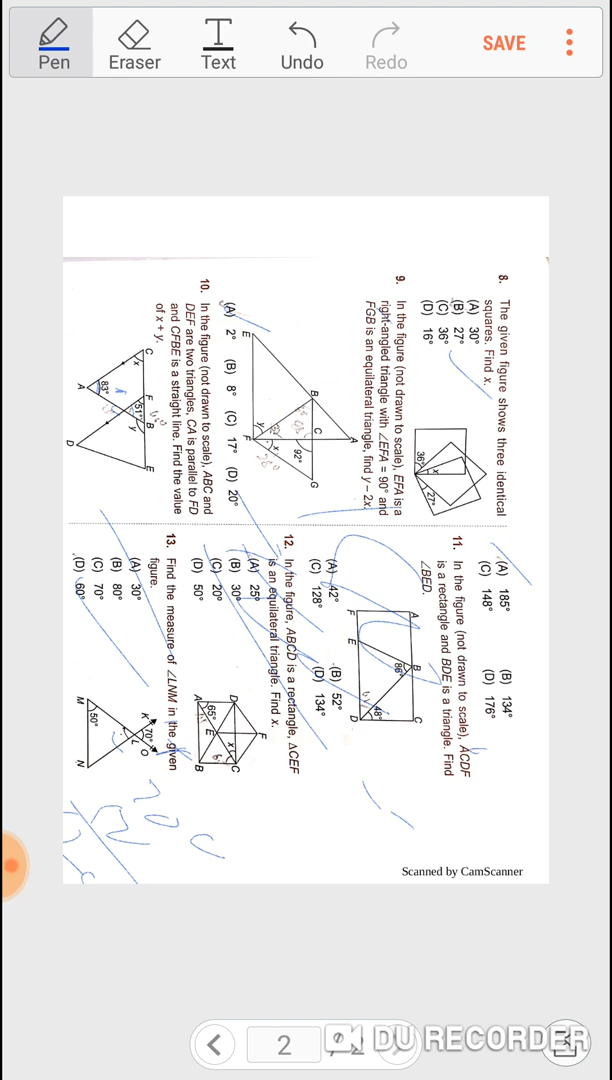 Pen
Eraser
Text
Undo
Redo
SAVE
8. The given figure shows three identical
squares. Find x.
(A) 30°
(B) 27°
(C) 36°
(D) 16°
36°
x
27°
9. In the figure (not drawn to scale), EFA is a
right-angled triangle with ∠EFA = 90° and
FGB is an equilateral triangle, find y – 2x.
A
B
C
G
92°
E
F
y
x
(A) 2° (B) 8° (C) 17° (D) 20°
10. In the figure (not drawn to scale), ABC and
DEF are two triangles, CA is parallel to FD
and CFBE is a straight line. Find the value
of x + y.
C
F
B
E
x
51°
y
83°
A
D
(A) 185° (B) 134°
(C) 148° (D) 176°
11. In the figure (not drawn to scale), ACDF
is a rectangle and BDE is a triangle. Find
∠BED.
A
B
C
86°
48°
F
E
D
(A) 42° (B) 52°
(C) 128° (D) 134°
12. In the figure, ABCD is a rectangle, ΔCEF
is an equilateral triangle. Find x.
(A) 25°
(B) 30°
(C) 20°
(D) 50°
F
D
C
x
E
65°
A
B
13. Find the measure of ∠LNM in the given
figure.
(A) 30°
(B) 80°
(C) 70°
(D) 60°
K
70°
O
L
50°
M
N
Scanned by CamScanner
2
/ 2
DU RECORDER